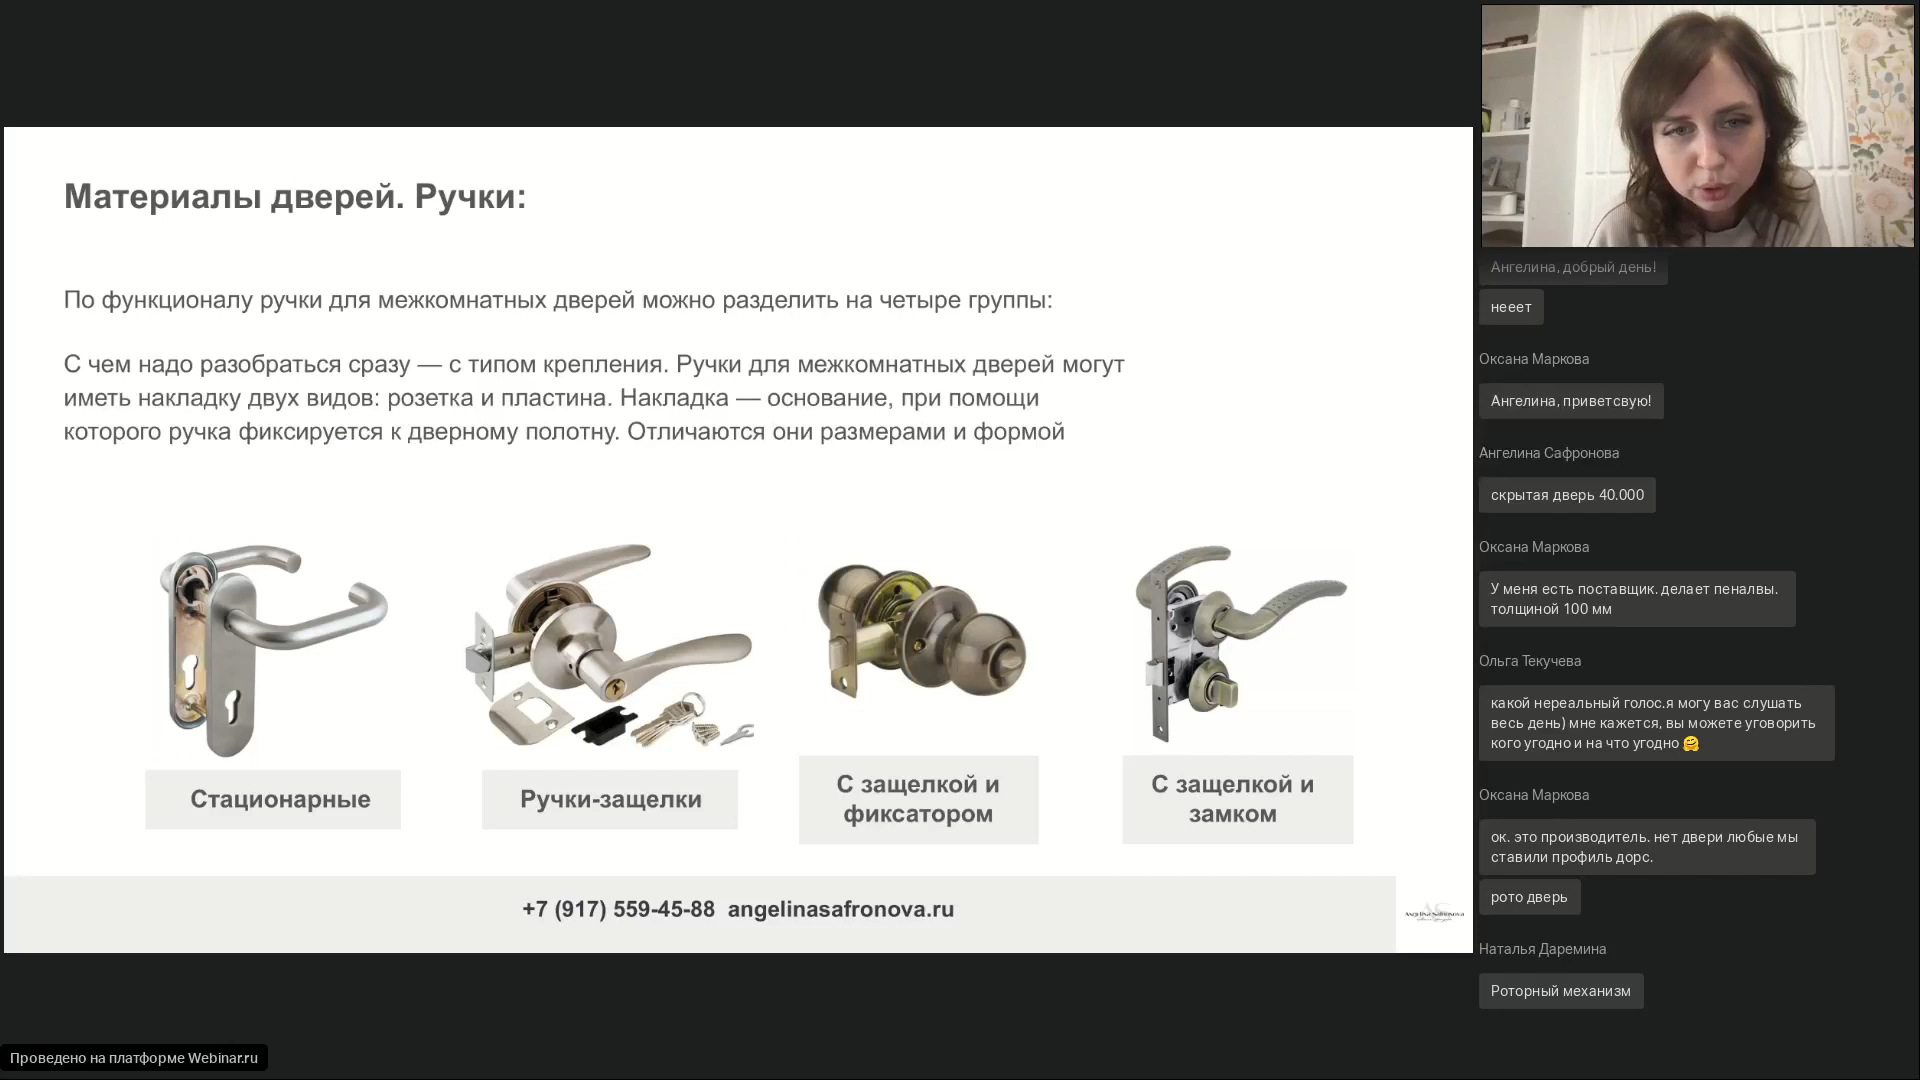 Материалы дверей. Ручки:
По функционалу ручки для межкомнатных дверей можно разделить на четыре группы:
С чем надо разобраться сразу — с типом крепления. Ручки для межкомнатных дверей могут
иметь накладку двух видов: розетка и пластина. Накладка — основание, при помощи
которого ручка фиксируется к дверному полотну. Отличаются они размерами и формой
Стационарные
Ручки-защелки
С защелкой и
фиксатором
С защелкой и
замком
+7 (917) 559-45-88 angelinasafronova.ru
Angelina Safronova
Ангелина, добрый день!
нееет
Оксана Маркова
Ангелина, приветсвую!
Ангелина Сафронова
скрытая дверь 40.000
Оксана Маркова
У меня есть поставщик. делает пеналвы.
толщиной 100 мм
Ольга Текучева
какой нереальный голос.я могу вас слушать
весь день) мне кажется, вы можете уговорить
кого угодно и на что угодно 🤗
Оксана Маркова
ок. это производитель. нет двери любые мы
ставили профиль дорс.
рото дверь
Наталья Даремина
Роторный механизм
Проведено на платформе Webinar.ru